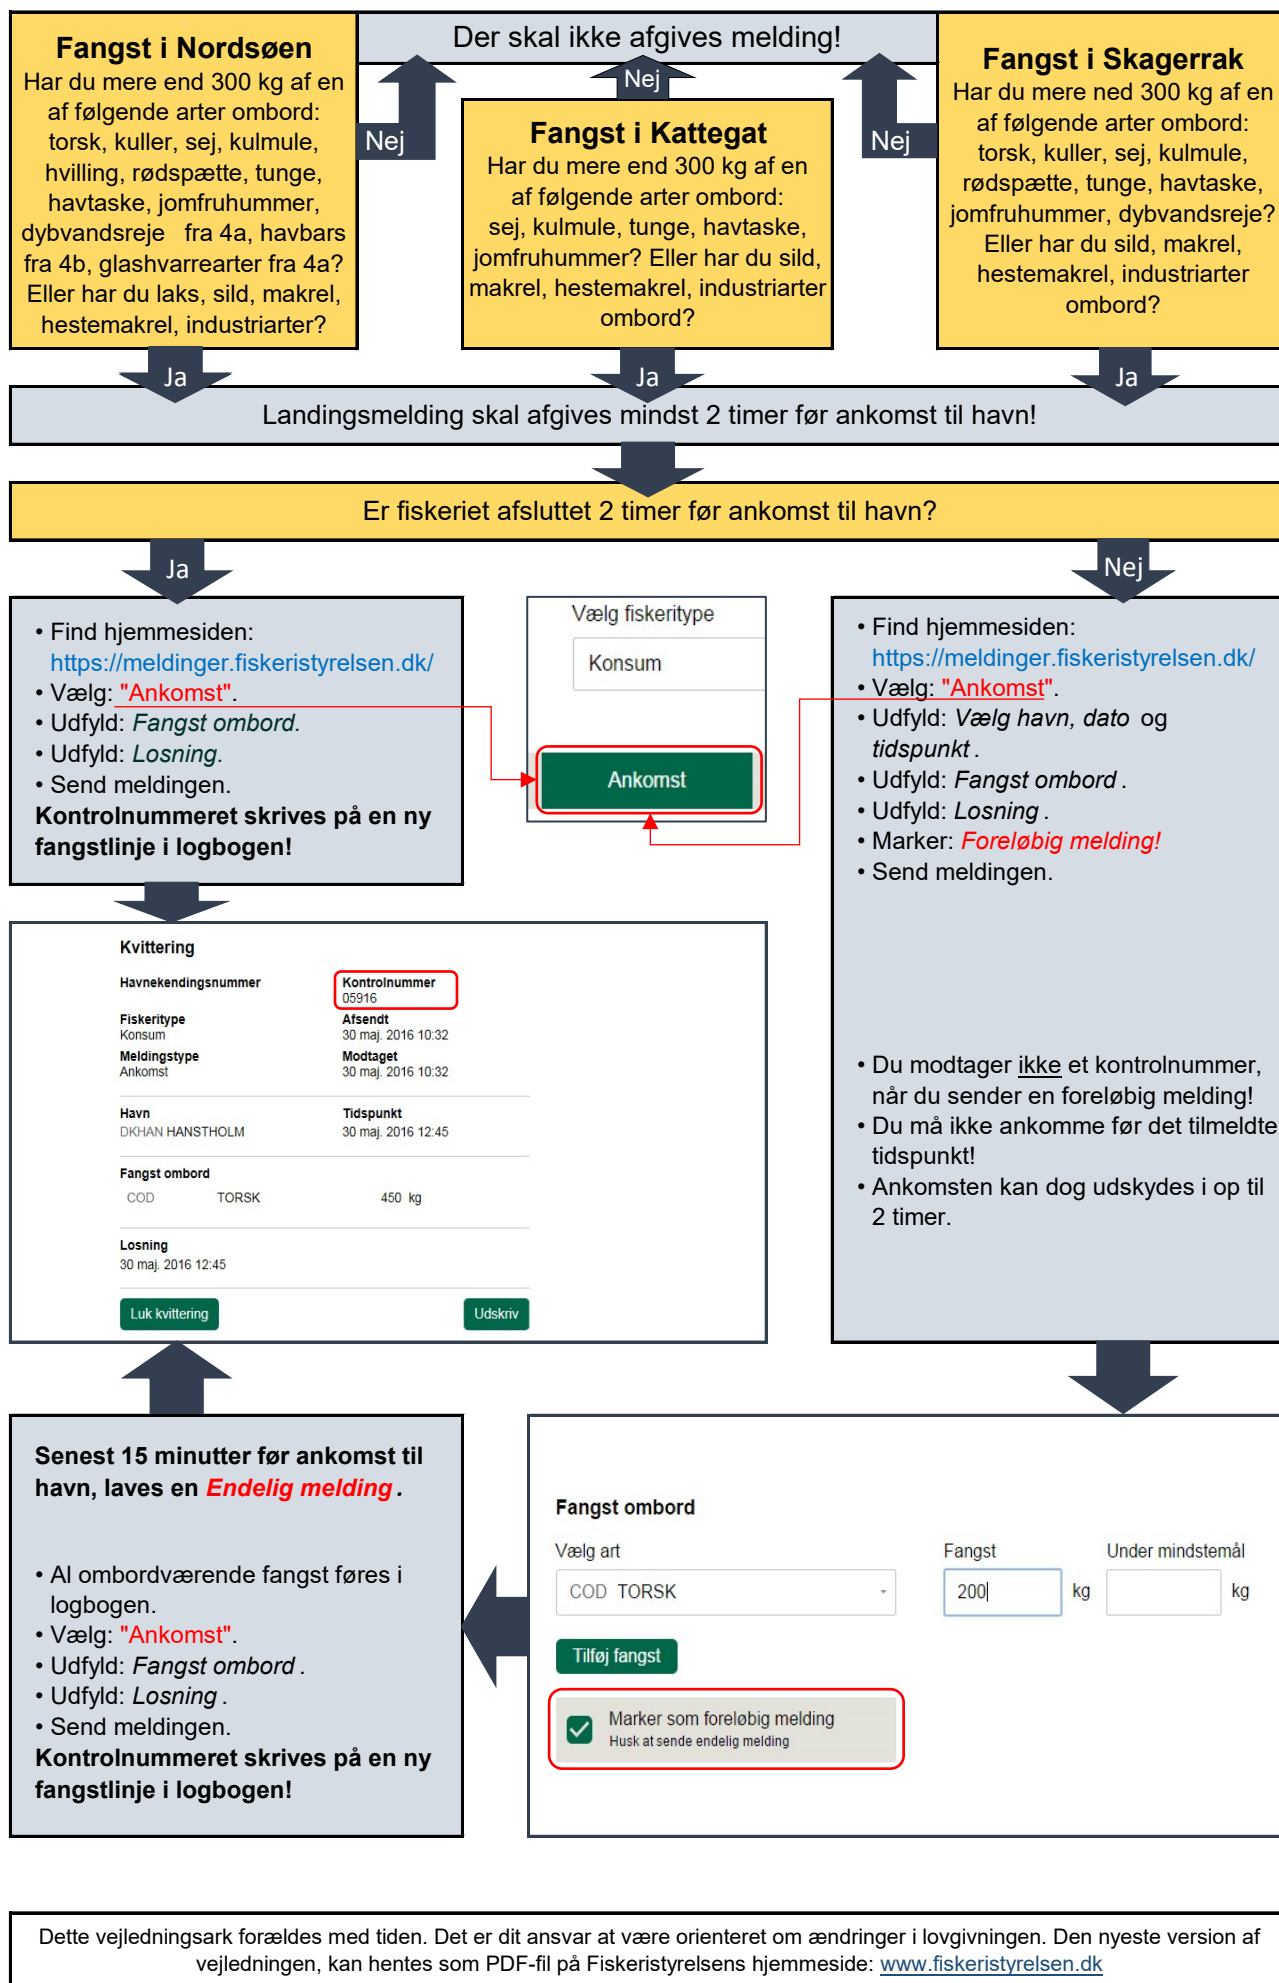 Der skal ikke afgives melding!
Fangst i Nordsøen
Har du mere end 300 kg af en
af følgende arter ombord:
torsk, kuller, sej, kulmule,
hvilling, rødspætte, tunge,
havtaske, jomfruhummer,
dybvandsreje fra 4a, havbars
fra 4b, glashvarrearter fra 4a?
Eller har du laks, sild, makrel,
hestemakrel, industriarter?
Nej
Nej
Fangst i Kattegat
Har du mere end 300 kg af en
af følgende arter ombord:
sej, kulmule, tunge, havtaske,
jomfruhummer? Eller har du sild,
makrel, hestemakrel, industriarter
ombord?
Nej
Fangst i Skagerrak
Har du mere ned 300 kg af en
af følgende arter ombord:
torsk, kuller, sej, kulmule,
rødspætte, tunge, havtaske,
jomfruhummer, dybvandsreje?
Eller har du sild, makrel,
hestemakrel, industriarter
ombord?
Ja
Ja
Ja
Landingsmelding skal afgives mindst 2 timer før ankomst til havn!
Er fiskeriet afsluttet 2 timer før ankomst til havn?
Ja
Nej
• Find hjemmesiden:
https://meldinger.fiskeristyrelsen.dk/
• Vælg: "Ankomst".
• Udfyld: Fangst ombord.
• Udfyld: Losning.
• Send meldingen.
Kontrolnummeret skrives på en ny
fangstlinje i logbogen!
Vælg fiskeritype
Konsum
Ankomst
• Find hjemmesiden:
https://meldinger.fiskeristyrelsen.dk/
• Vælg: "Ankomst".
• Udfyld: Vælg havn, dato og
tidspunkt.
• Udfyld: Fangst ombord.
• Udfyld: Losning.
• Marker: Foreløbig melding!
• Send meldingen.
• Du modtager ikke et kontrolnummer,
når du sender en foreløbig melding!
• Du må ikke ankomme før det tilmeldte
tidspunkt!
• Ankomsten kan dog udskydes i op til
2 timer.
Kvittering
Havnekendingsnummer Kontrolnummer
05916
Fiskeritype Afsendt
Konsum 30 maj. 2016 10:32
Meldingstype Modtaget
Ankomst 30 maj. 2016 10:32
Havn Tidspunkt
DKHAN HANSTHOLM 30 maj. 2016 12:45
Fangst ombord
COD TORSK 450 kg
Losning
30 maj. 2016 12:45
Luk kvittering Udskriv
Senest 15 minutter før ankomst til
havn, laves en Endelig melding.
• Al ombordværende fangst føres i
logbogen.
• Vælg: "Ankomst".
• Udfyld: Fangst ombord.
• Udfyld: Losning.
• Send meldingen.
Kontrolnummeret skrives på en ny
fangstlinje i logbogen!
Fangst ombord
Vælg art Fangst Under mindstemål
COD TORSK 200 kg kg
Tilføj fangst
Marker som foreløbig melding
Husk at sende endelig melding
Dette vejledningsark forældes med tiden. Det er dit ansvar at være orienteret om ændringer i lovgivningen. Den nyeste version af
vejledningen, kan hentes som PDF-fil på Fiskeristyrelsens hjemmeside: www.fiskeristyrelsen.dk